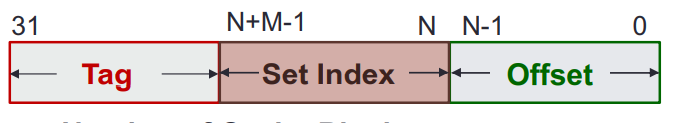 31 N+M-1 N N-1 0
Tag Set Index Offset